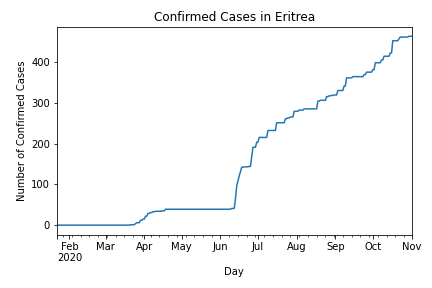 Confirmed Cases in Eritrea
Number of Confirmed Cases
400
300
200
100
0
Feb Mar Apr May Jun Jul Aug Sep Oct Nov
2020
Day